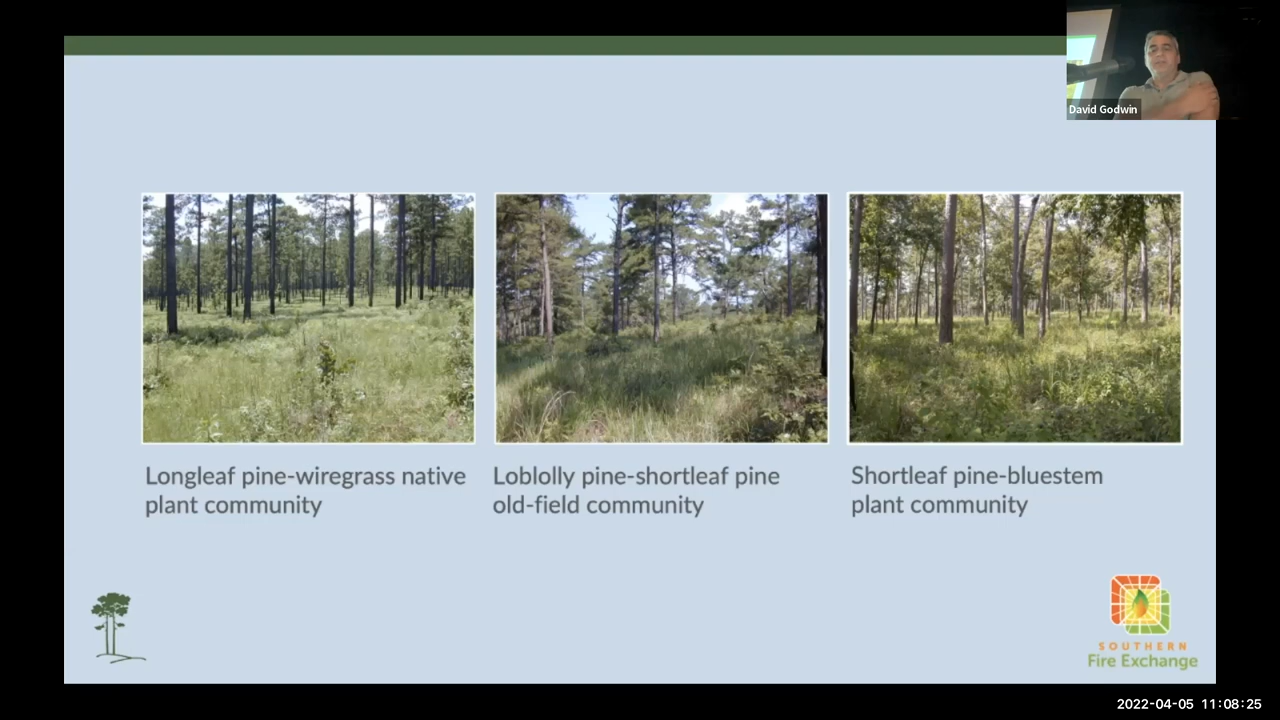 David Godwin
Longleaf pine-wiregrass native
plant community
Loblolly pine-shortleaf pine
old-field community
Shortleaf pine-bluestem
plant community
SOUTHERN
Fire Exchange
2022-04-05 11:08:25